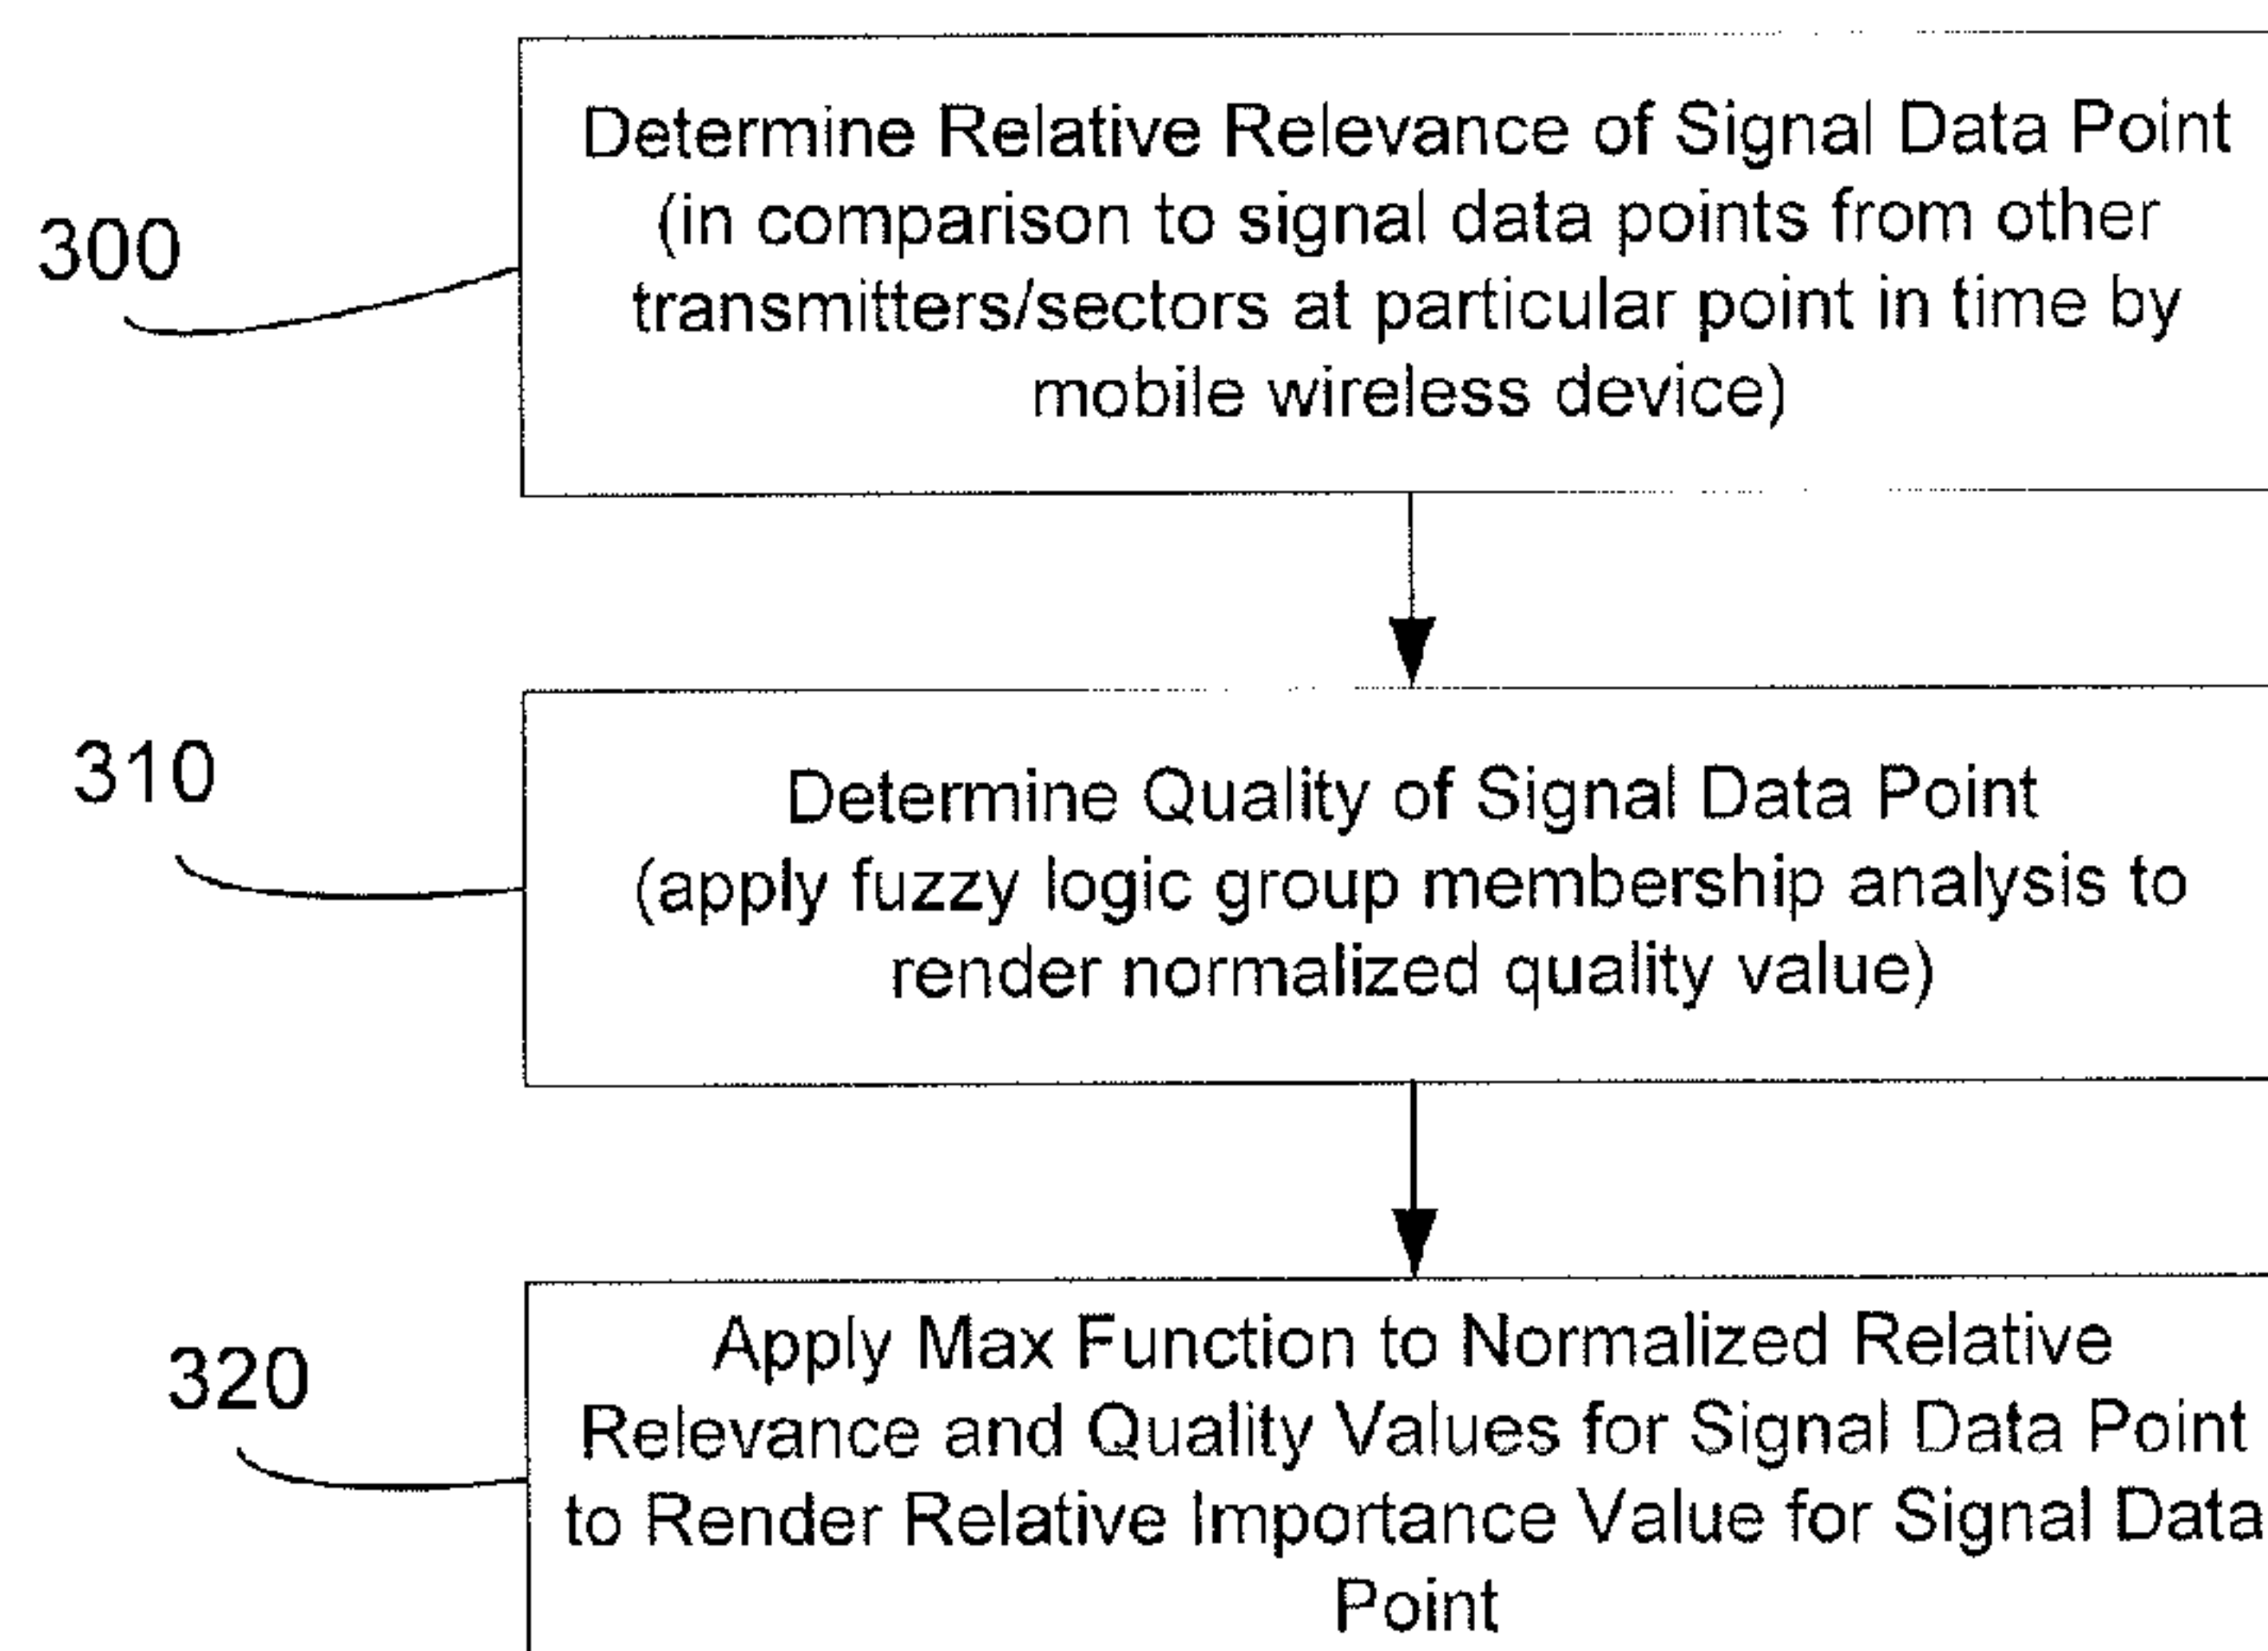 300
Determine Relative Relevance of Signal Data Point
(in comparison to signal data points from other
transmitters/sectors at particular point in time by
mobile wireless device)
310
Determine Quality of Signal Data Point
(apply fuzzy logic group membership analysis to
render normalized quality value)
320
Apply Max Function to Normalized Relative
Relevance and Quality Values for Signal Data Point
to Render Relative Importance Value for Signal Data
Point